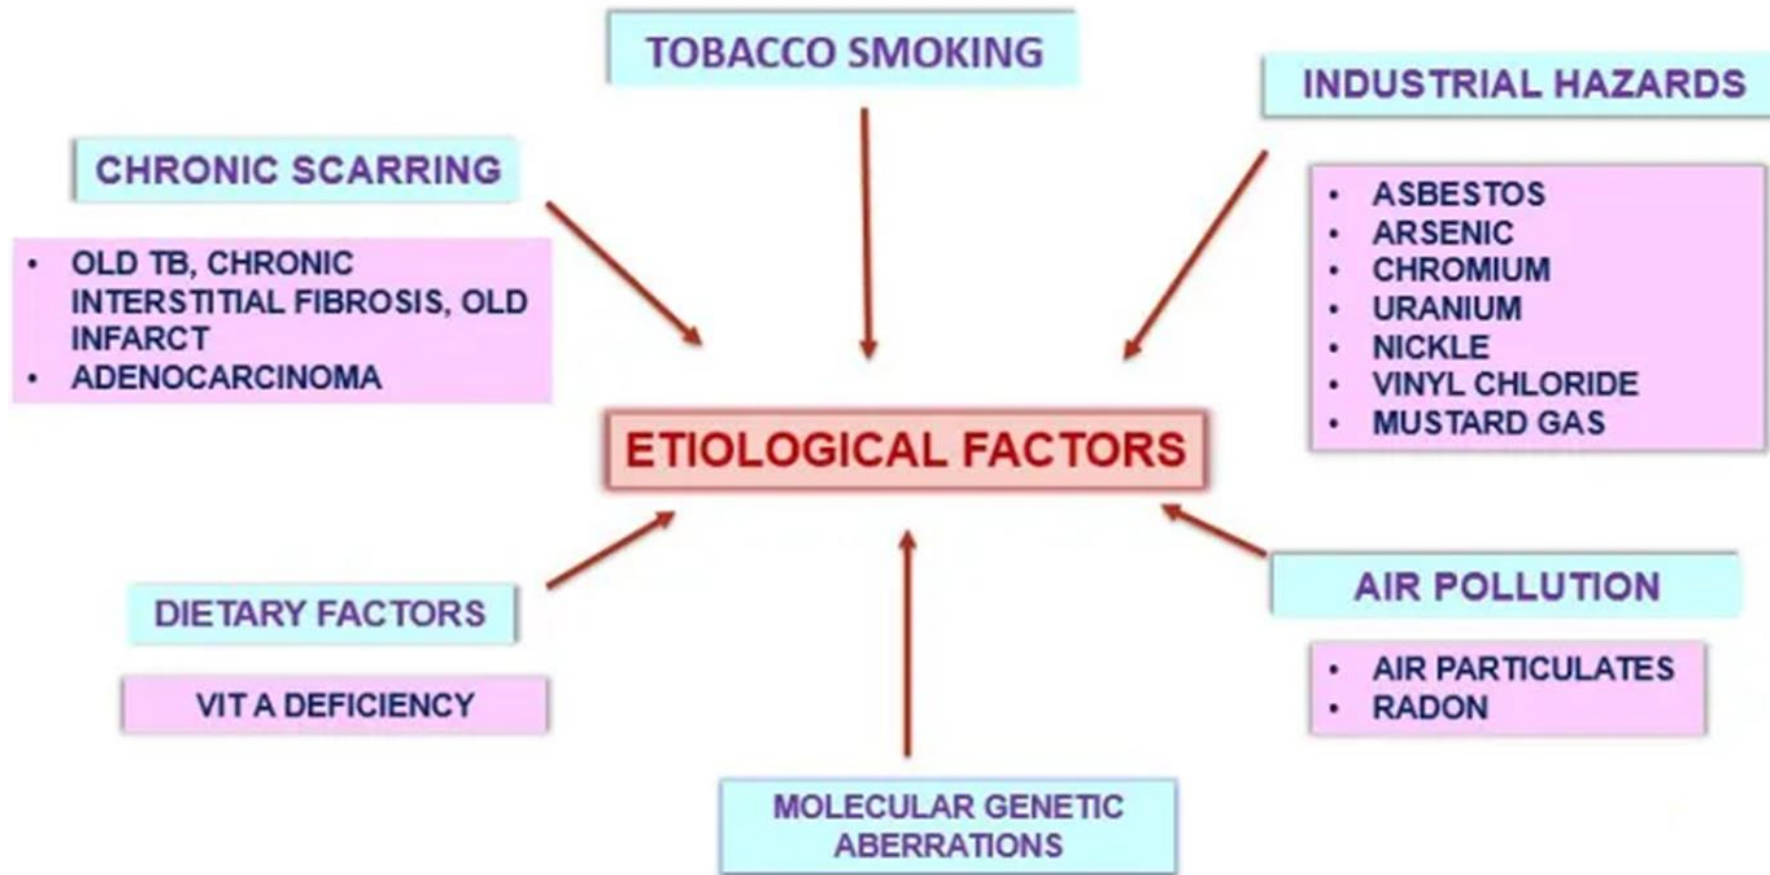 TOBACCO SMOKING
INDUSTRIAL HAZARDS
• ASBESTOS
• ARSENIC
• CHROMIUM
• URANIUM
• NICKLE
• VINYL CHLORIDE
• MUSTARD GAS
CHRONIC SCARRING
• OLD TB, CHRONIC
INTERSTITIAL FIBROSIS, OLD
INFARCT
• ADENOCARCINOMA
ETIOLOGICAL FACTORS
DIETARY FACTORS
VIT A DEFICIENCY
AIR POLLUTION
• AIR PARTICULATES
• RADON
MOLECULAR GENETIC
ABERRATIONS